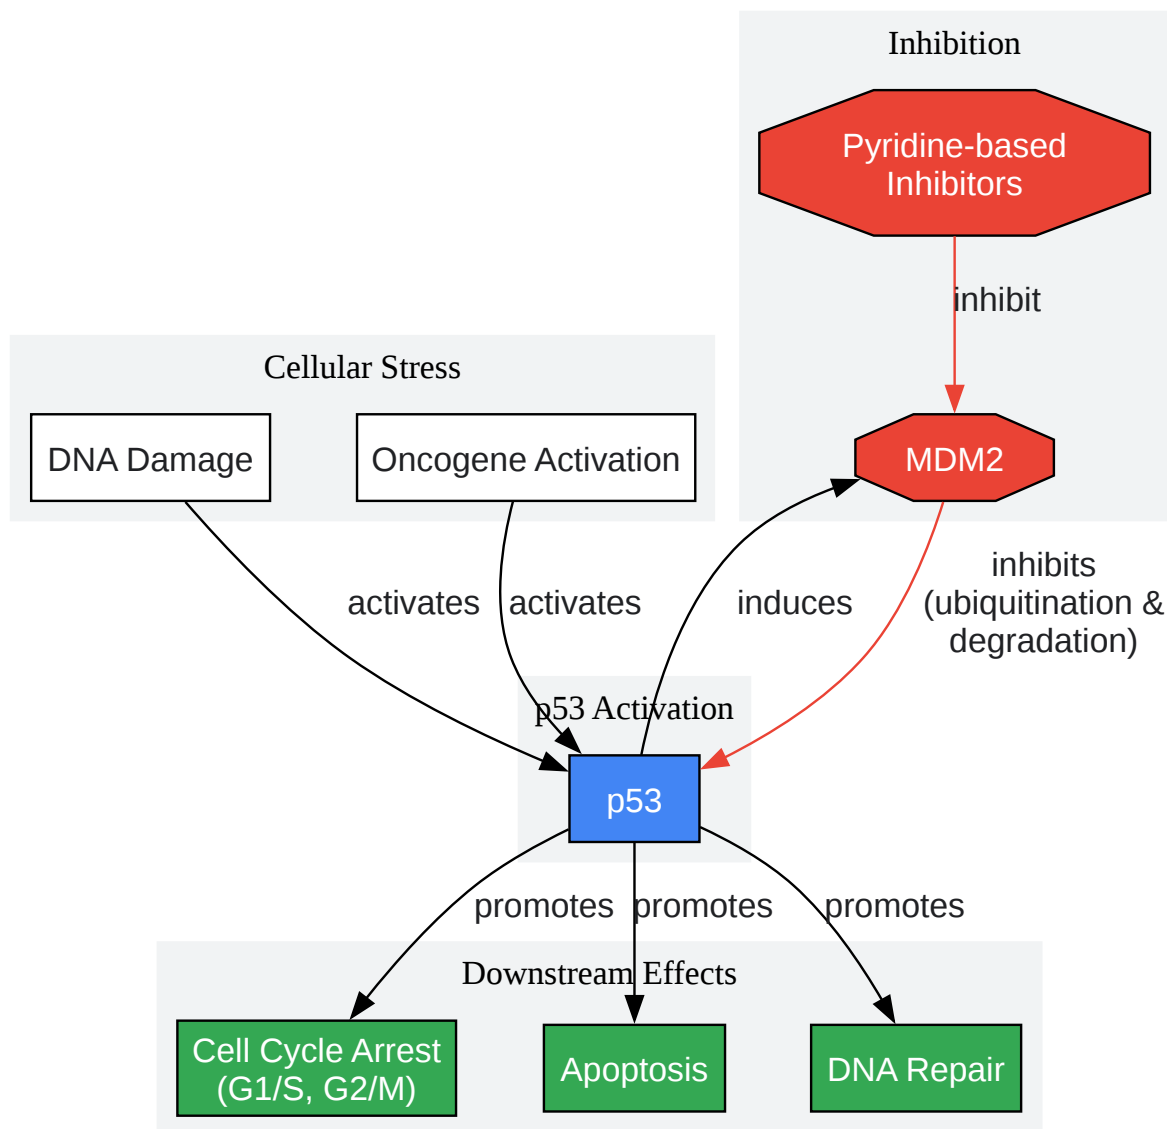 Inhibition
Pyridine-based
Inhibitors
inhibit
Cellular Stress
DNA Damage
Oncogene Activation
MDM2
activates
activates
induces
inhibits
(ubiquitination &
degradation)
p53 Activation
p53
promotes
promotes
promotes
Downstream Effects
Cell Cycle Arrest
(G1/S, G2/M)
Apoptosis
DNA Repair